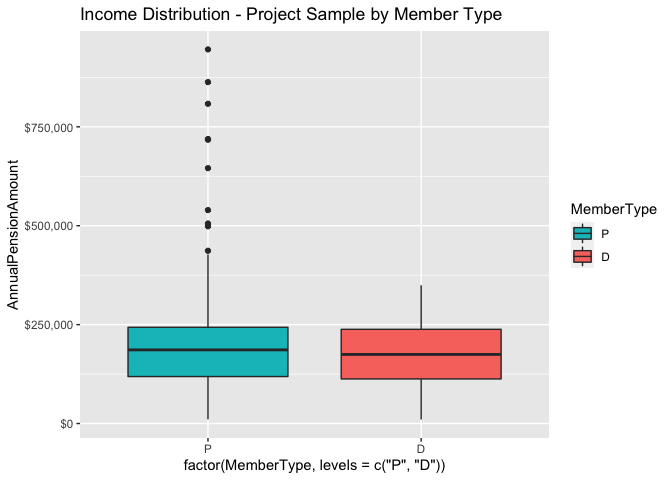 Income Distribution - Project Sample by Member Type
$750,000
$500,000
$250,000
$0
AnnualPensionAmount
P
D
factor(MemberType, levels = c("P", "D"))
MemberType
P
D